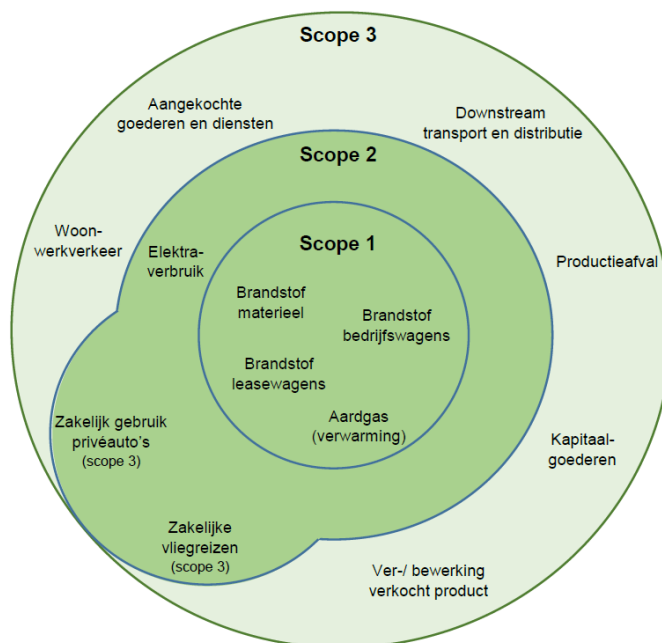 Scope 3
Aangekochte
goederen en diensten
Downstream
transport en distributie
Scope 2
Woon-
werkverkeer
Elektra-
verbruik
Scope 1
Productieafval
Brandstof
materieel
Brandstof
bedrijfswagens
Brandstof
leasewagens
Aardgas
(verwarming)
Zakelijk gebruik
privéauto's
(scope 3)
Kapitaal-
goederen
Zakelijke
vliegreizen
(scope 3)
Ver-/ bewerking
verkocht product